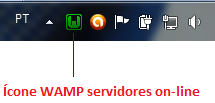 PT
Ícone WAMP servidores on-line